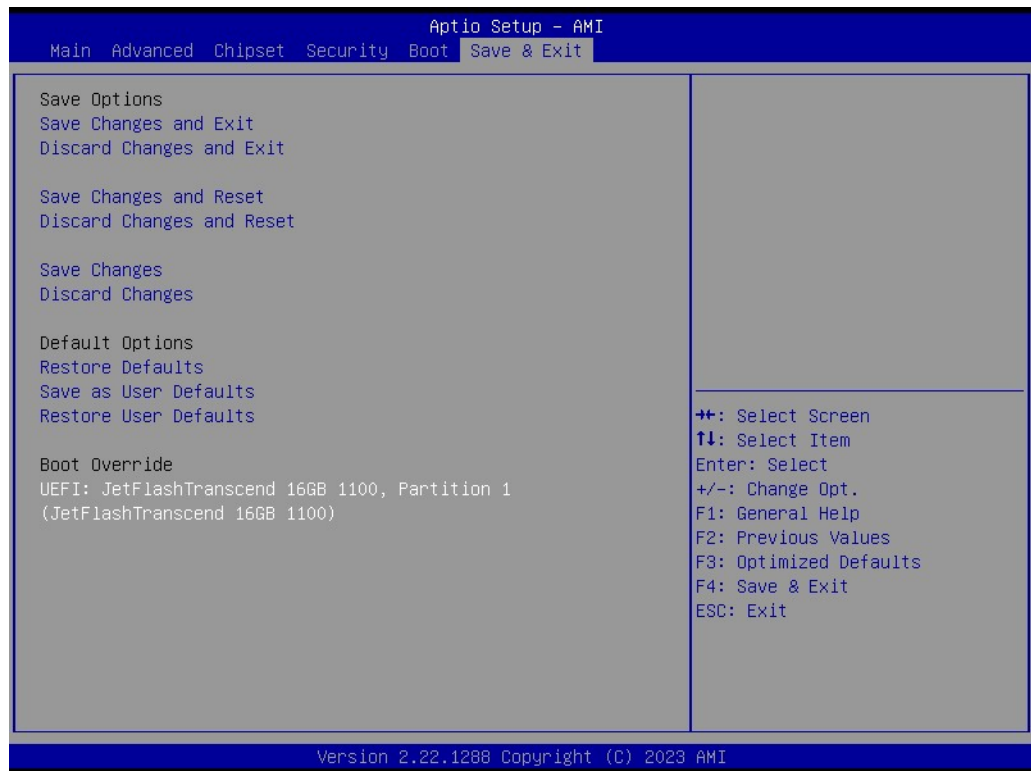 Aptio Setup – AMI
Main Advanced Chipset Security Boot Save & Exit
Save Options
Save Changes and Exit
Discard Changes and Exit
Save Changes and Reset
Discard Changes and Reset
Save Changes
Discard Changes
Default Options
Restore Defaults
Save as User Defaults
Restore User Defaults
Boot Override
UEFI: JetFlashTranscend 16GB 1100, Partition 1
(JetFlashTranscend 16GB 1100)
→←: Select Screen
↑↓: Select Item
Enter: Select
+/-: Change Opt.
F1: General Help
F2: Previous Values
F3: Optimized Defaults
F4: Save & Exit
ESC: Exit
Version 2.22.1288 Copyright (C) 2023 AMI